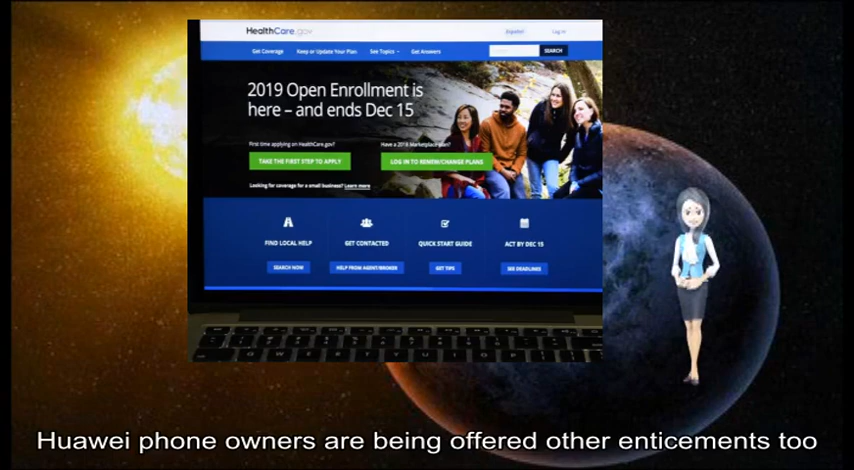 HealthCare.gov
Español
Log In
Get Coverage Keep or Update Your Plan See Topics Get Answers
SEARCH
2019 Open Enrollment is
here – and ends Dec 15
First time applying on HealthCare.gov?
Have a 2018 Marketplace plan?
TAKE THE FIRST STEP TO APPLY
LOG IN TO RENEW/CHANGE PLANS
Looking for coverage for a small business? Learn more
FIND LOCAL HELP GET CONTACTED QUICK START GUIDE ACT BY DEC 15
SEARCH NOW HELP FROM AGENT/BROKER GET TIPS SEE DEADLINES
Q W E R T Y U I O P
Huawei phone owners are being offered other enticements too